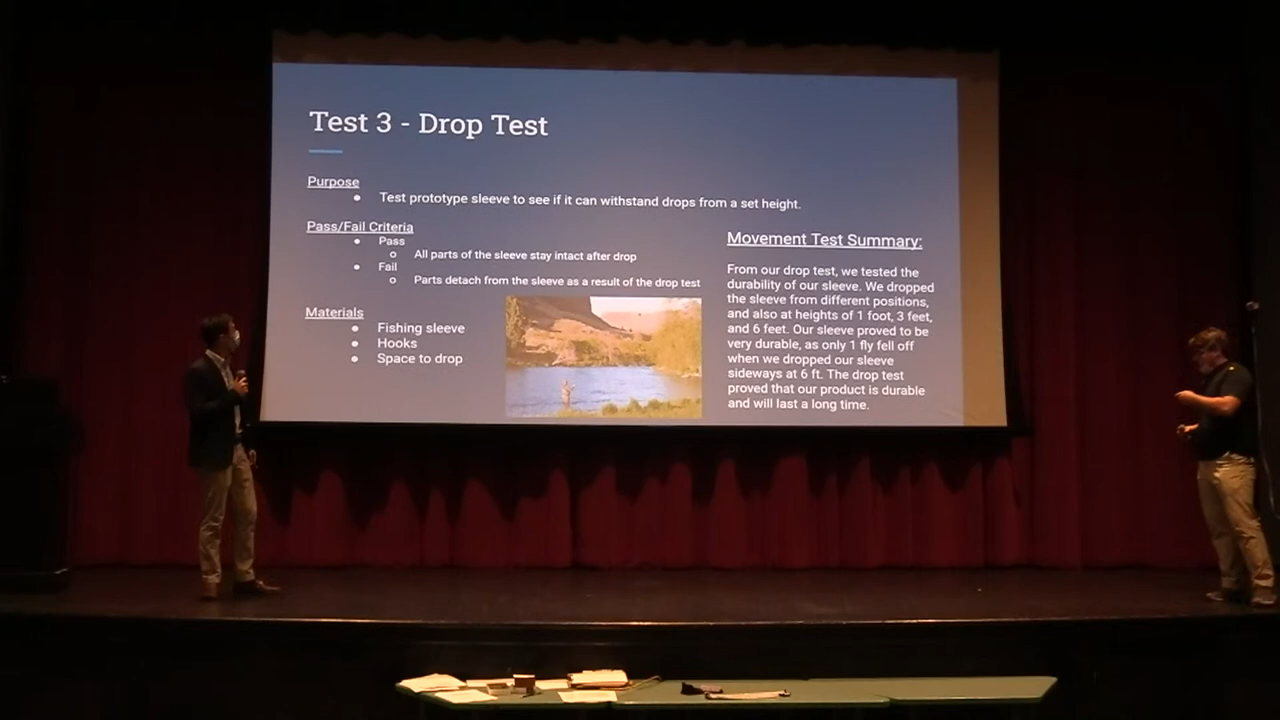 Test 3 - Drop Test
Purpose
● Test prototype sleeve to see if it can withstand drops from a set height.
Pass/Fail Criteria
● Pass
○ All parts of the sleeve stay intact after drop
● Fail
○ Parts detach from the sleeve as a result of the drop test
Materials
● Fishing sleeve
● Hooks
● Space to drop
Movement Test Summary:
From our drop test, we tested the
durability of our sleeve. We dropped
the sleeve from different positions,
and also at heights of 1 foot, 3 feet,
and 6 feet. Our sleeve proved to be
very durable, as only 1 fly fell off
when we dropped our sleeve
sideways at 6 ft. The drop test
proved that our product is durable
and will last a long time.